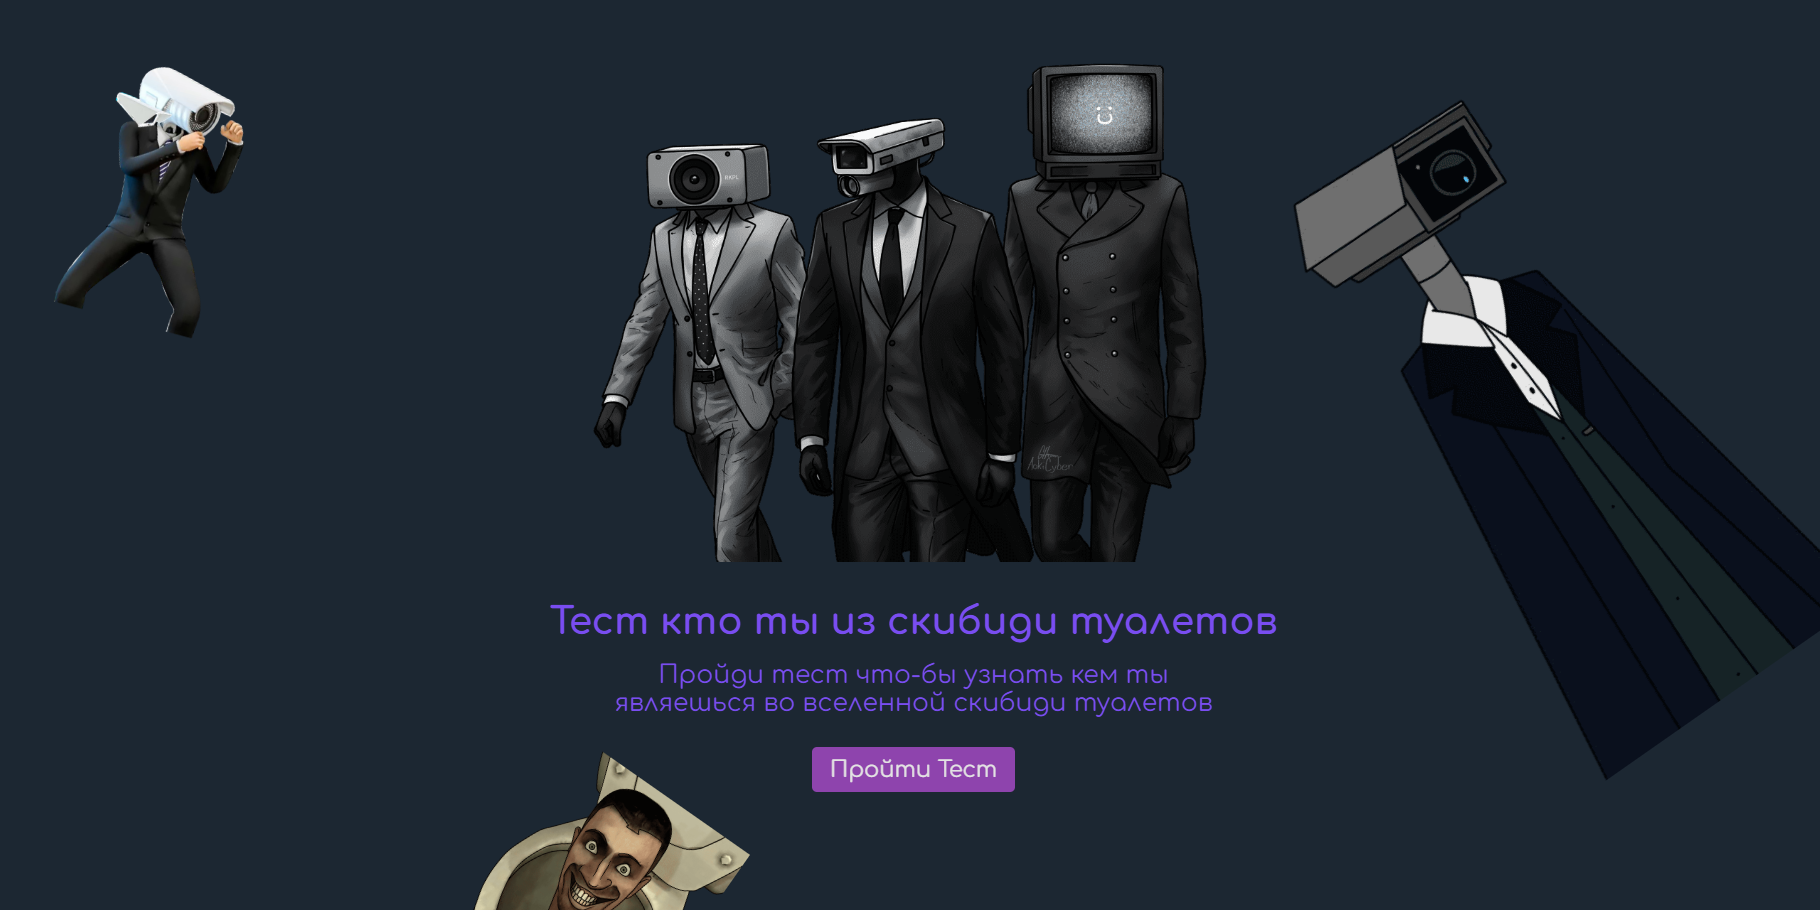 Тест кто ты из скибиди туалетов
Пройди тест что-бы узнать кем ты
являешься во вселенной скибиди туалетов
Пройти Тест